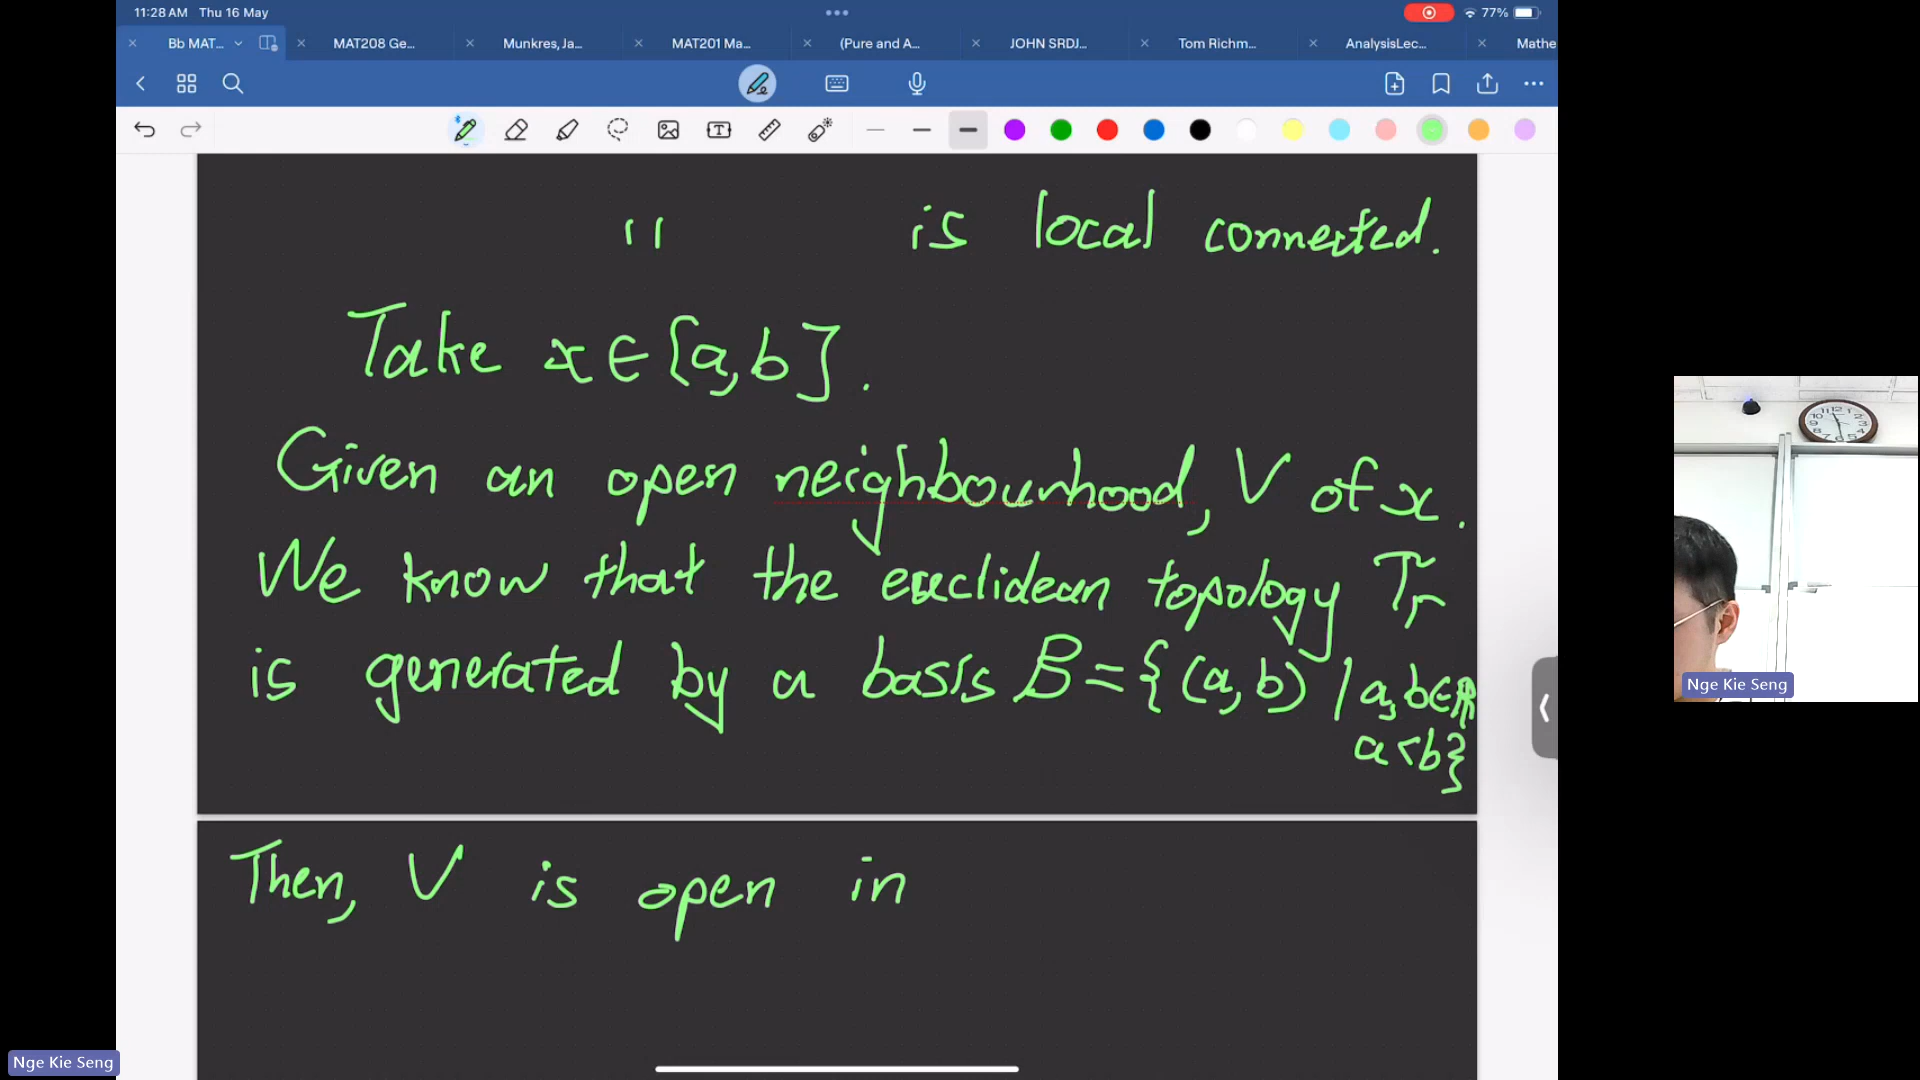 11:28 AM Thu 16 May
77%
Bb MAT... MAT208 Ge... Munkres, Ja... MAT201 Ma... (Pure and A... JOHN SRDJ... Tom Richm... AnalysisLec... Mathe
" is local connected.
Take x ∈ [a,b].
Given an open neighbourhood, V of x.
We know that the euclidean topology Tr
is generated by a basis B = { (a, b) | a, b ∈ R
a < b}
Then, V is open in
Nge Kie Seng
Nge Kie Seng